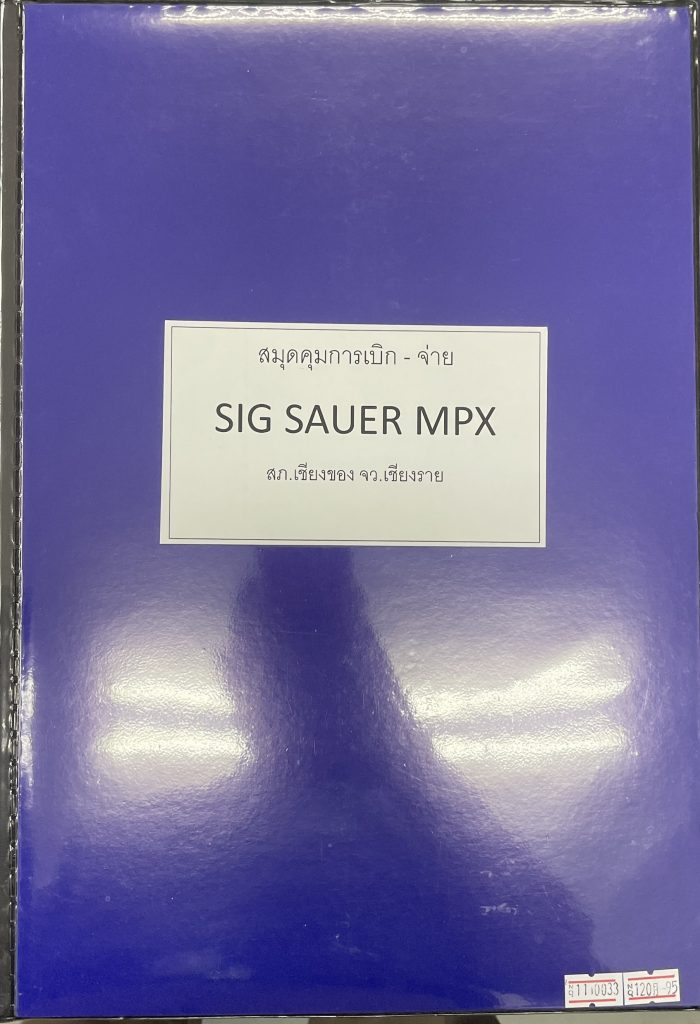 สมุดคุมการเบิก - จ่าย
SIG SAUER MPX
สภ.เชียงของ จว.เชียงราย